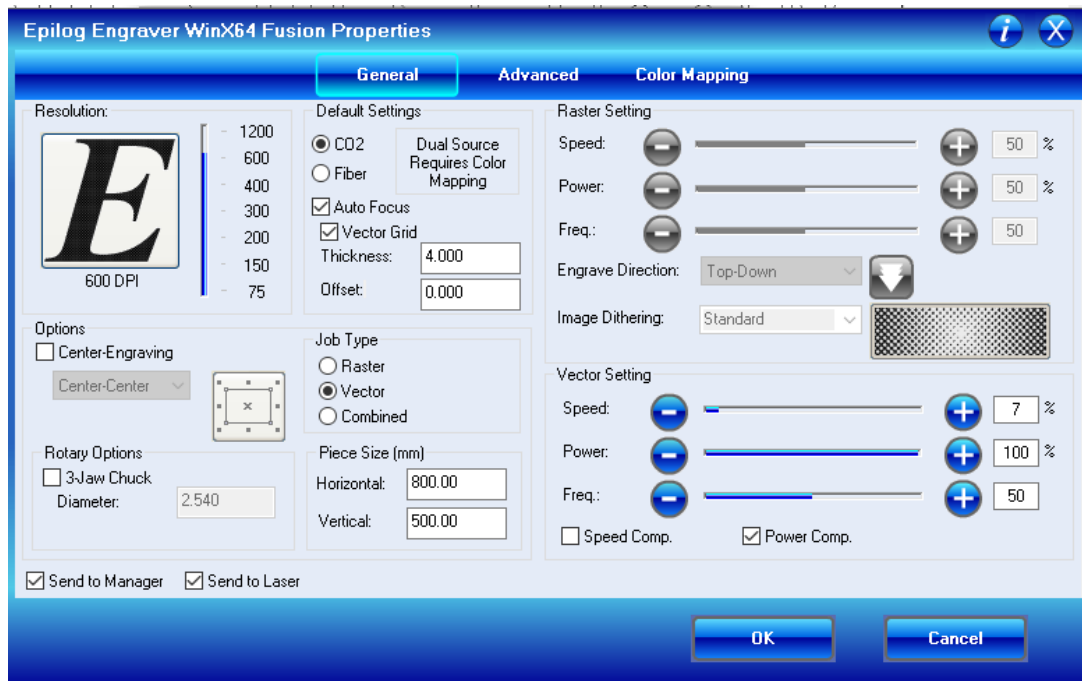 Epilog Engraver WinX64 Fusion Properties
i X
General Advanced Color Mapping
Resolution:
E
600 DPI
1200
600
400
300
200
150
75
Default Settings
CO2
Fiber
Dual Source
Requires Color
Mapping
Auto Focus
Vector Grid
Thickness: 4.000
Offset: 0.000
Options
Center-Engraving
Center-Center
Job Type
Raster
Vector
Combined
Rotary Options
3-Jaw Chuck
Diameter: 2.540
Piece Size (mm)
Horizontal: 800.00
Vertical: 500.00
Raster Setting
Speed: 50 %
Power: 50 %
Freq.: 50
Engrave Direction: Top-Down
Image Dithering: Standard
Vector Setting
Speed: 7 %
Power: 100 %
Freq.: 50
Speed Comp. Power Comp.
Send to Manager Send to Laser
OK Cancel